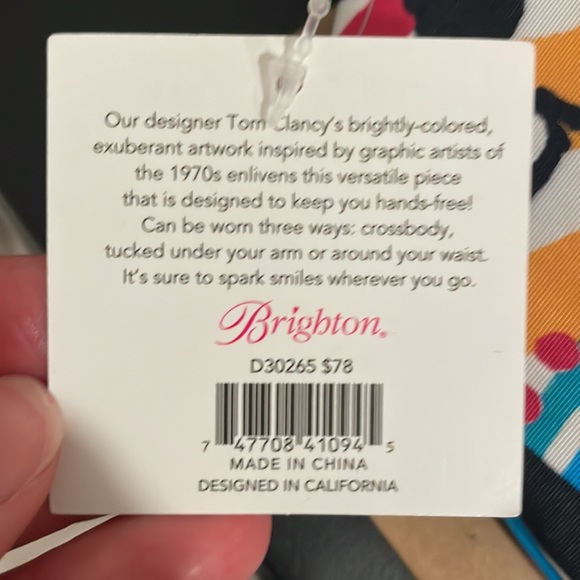 Our designer Tom Clancy's brightly-colored,
exuberant artwork inspired by graphic artists of
the 1970s enlivens this versatile piece
that is designed to keep you hands-free!
Can be worn three ways: crossbody,
tucked under your arm or around your waist.
It's sure to spark smiles wherever you go.
Brighton®
D30265 $78
7 47708 41094 5
MADE IN CHINA
DESIGNED IN CALIFORNIA